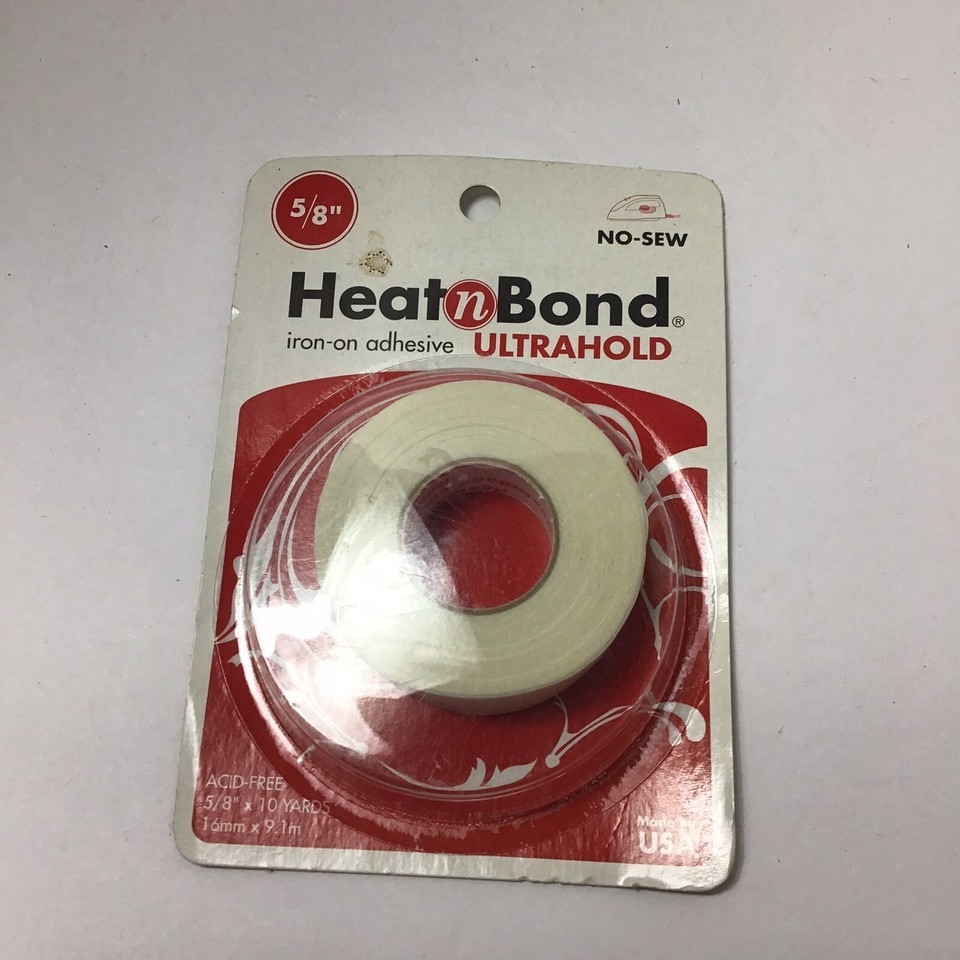 5/8"
NO-SEW
HeatnBond®
iron-on adhesive ULTRAHOLD
ACID-FREE
5/8" x 10 YARDS
16mm x 9.1m
Made
USA